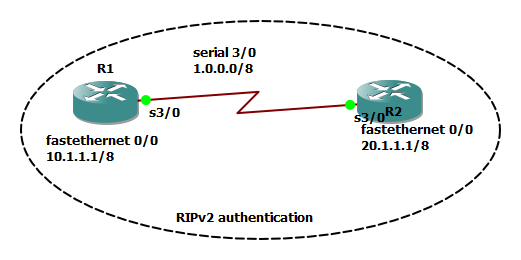 serial 3/0
1.0.0.0/8
R1
s3/0
R2
s3/0
fastethernet 0/0
10.1.1.1/8
fastethernet 0/0
20.1.1.1/8
RIPv2 authentication